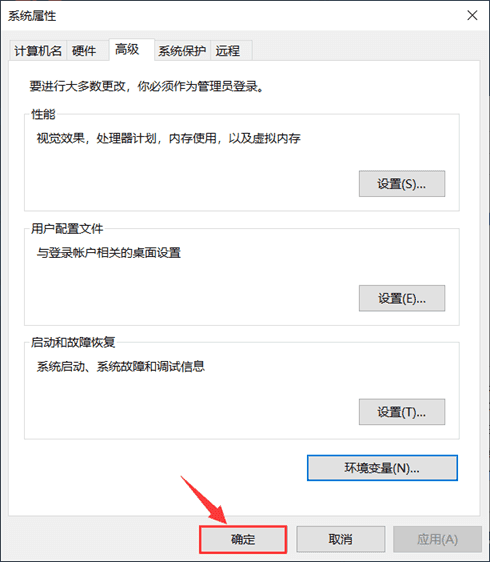 系统属性
计算机名 硬件 高级 系统保护 远程
要进行大多数更改，你必须作为管理员登录。
性能
视觉效果，处理器计划，内存使用，以及虚拟内存
设置(S)...
用户配置文件
与登录帐户相关的桌面设置
设置(E)...
启动和故障恢复
系统启动、系统故障和调试信息
设置(T)...
环境变量(N)...
确定 取消 应用(A)